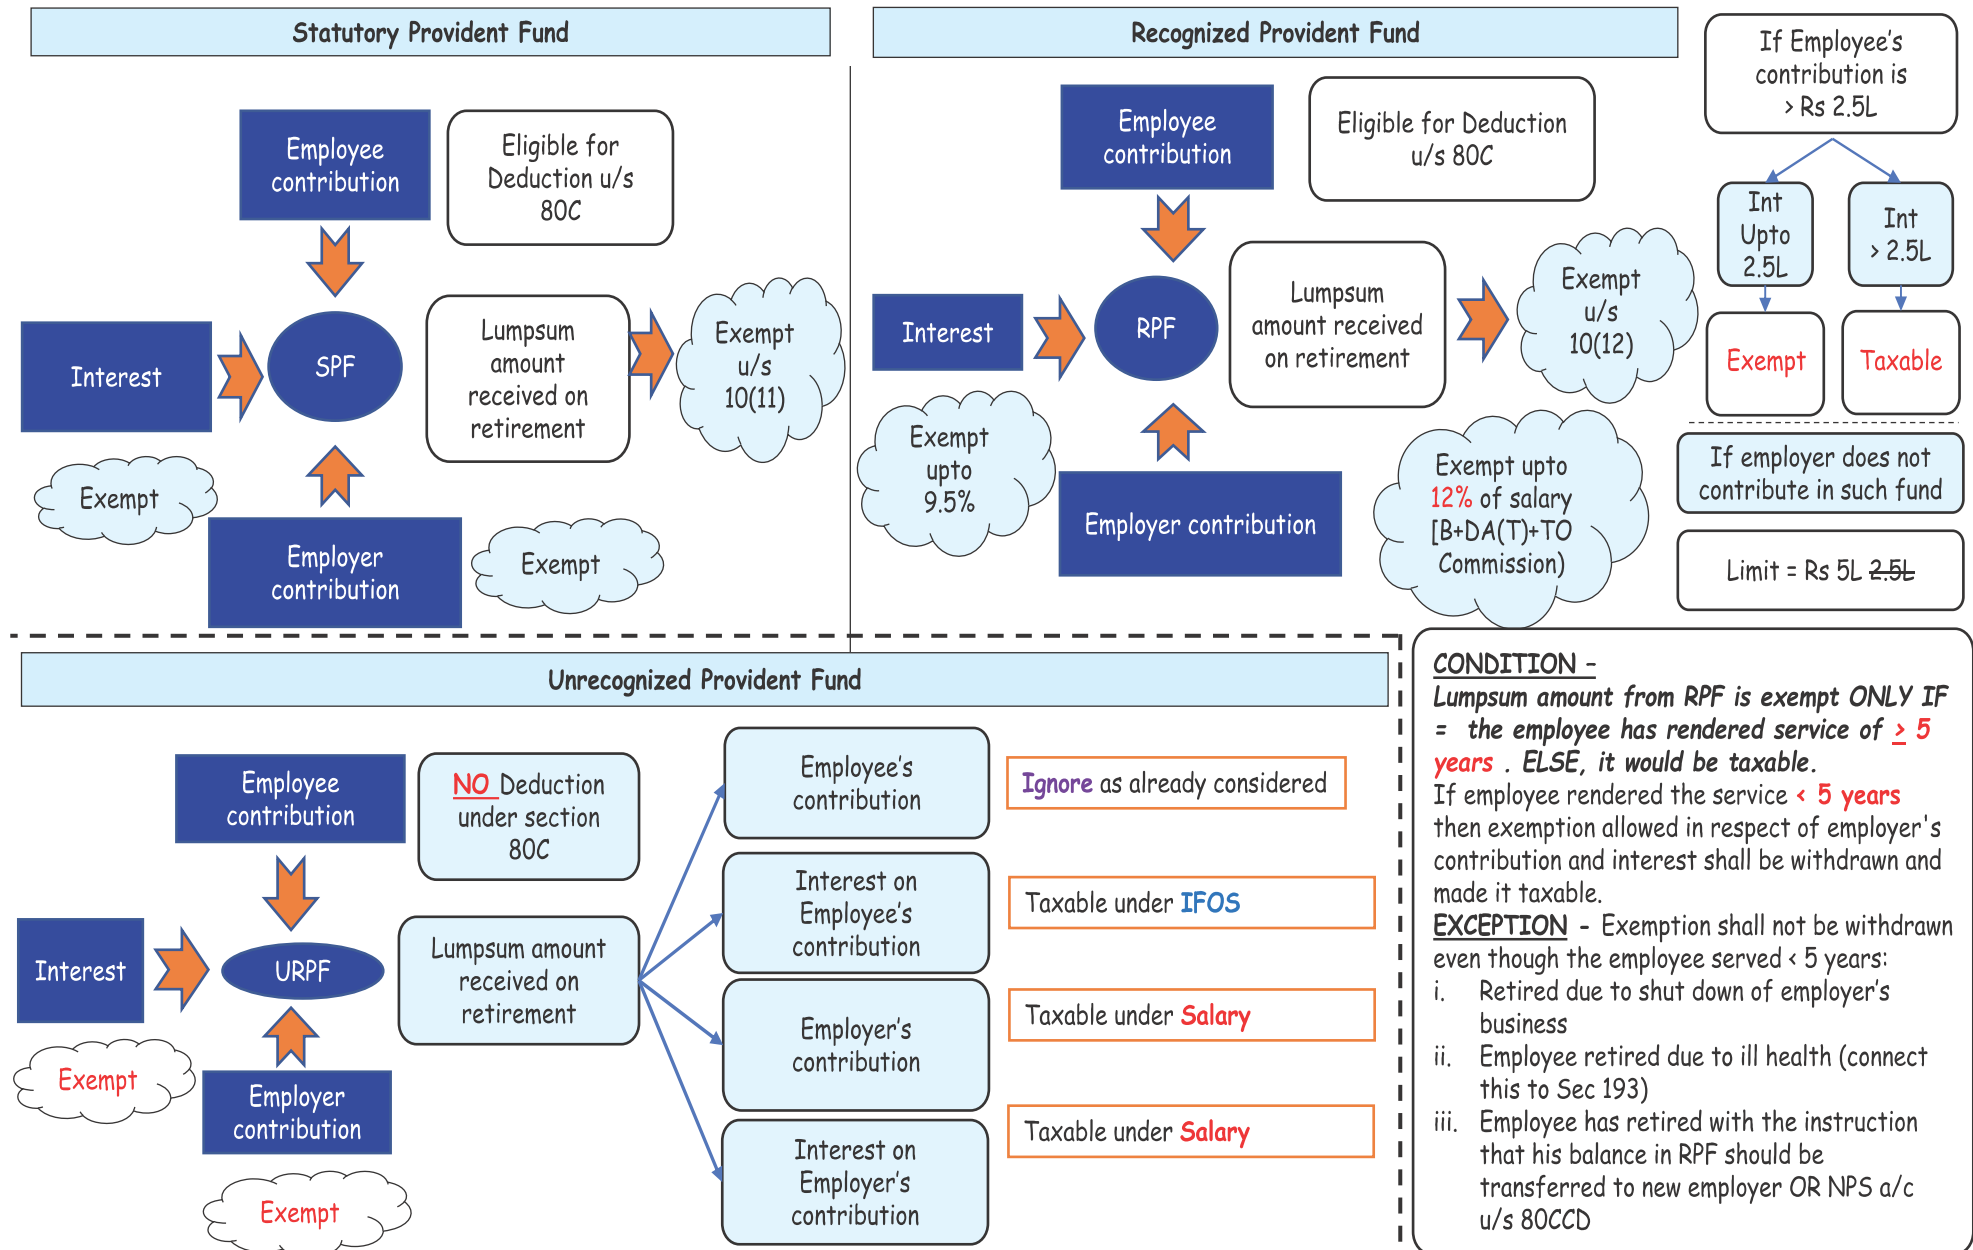 Statutory Provident Fund
Employee
contribution
Eligible for
Deduction u/s
80C
Interest
SPF
Lumpsum
amount
received on
retirement
Exempt
u/s
10(11)
Exempt
Employer
contribution
Exempt
Recognized Provident Fund
Employee
contribution
Eligible for Deduction
u/s 80C
Interest
RPF
Lumpsum
amount received
on retirement
Exempt
u/s
10(12)
Exempt
upto
9.5%
Employer contribution
Exempt upto
12% of salary
[B+DA(T)+TO
Commission)
If Employee's
contribution is
> Rs 2.5L
Int
Upto
2.5L
Int
> 2.5L
Exempt
Taxable
If employer does not
contribute in such fund
Limit = Rs 5L 2.5L
Unrecognized Provident Fund
Employee
contribution
NO Deduction
under section
80C
Interest
URPF
Lumpsum amount
received on
retirement
Exempt
Employer
contribution
Exempt
Employee's
contribution
Ignore as already considered
Interest on
Employee's
contribution
Taxable under IFOS
Employer's
contribution
Taxable under Salary
Interest on
Employer's
contribution
Taxable under Salary
CONDITION –
Lumpsum amount from RPF is exempt ONLY IF
= the employee has rendered service of > 5
years . ELSE, it would be taxable.
If employee rendered the service < 5 years
then exemption allowed in respect of employer's
contribution and interest shall be withdrawn and
made it taxable.
EXCEPTION - Exemption shall not be withdrawn
even though the employee served < 5 years:
i. Retired due to shut down of employer's
business
ii. Employee retired due to ill health (connect
this to Sec 193)
iii. Employee has retired with the instruction
that his balance in RPF should be
transferred to new employer OR NPS a/c
u/s 80CCD